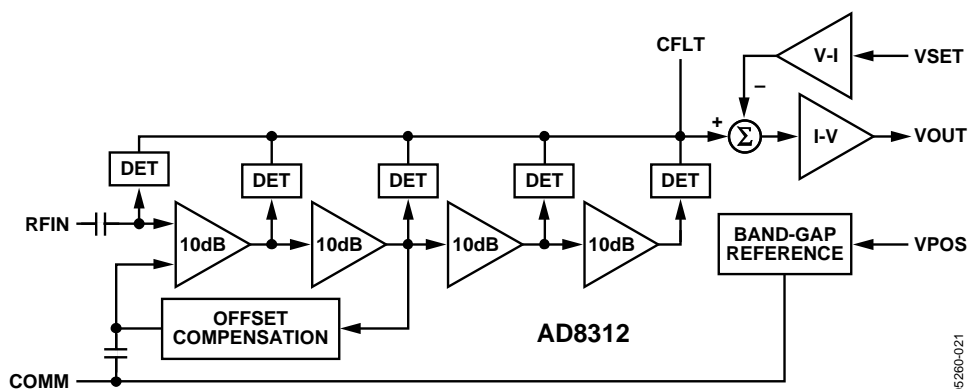 CFLT
V-I
VSET
–
+
Σ
I-V
VOUT
DET
DET
DET
DET
DET
RFIN
10dB
10dB
10dB
10dB
BAND-GAP
REFERENCE
VPOS
OFFSET
COMPENSATION
AD8312
COMM
5260-021